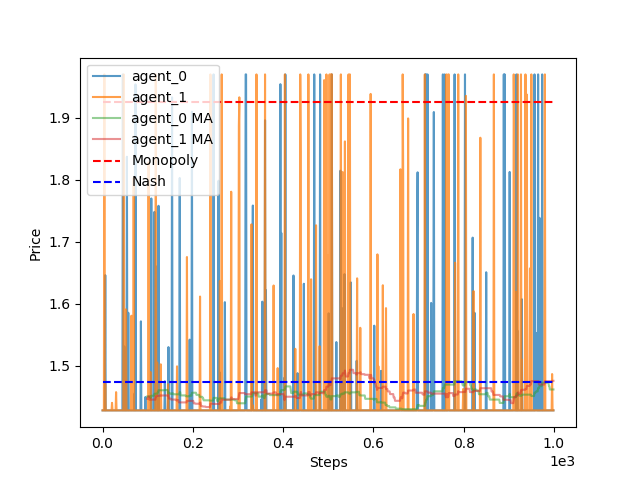 agent_0
agent_1
agent_0 MA
agent_1 MA
Monopoly
Nash
Price
1.9
1.8
1.7
1.6
1.5
0.0 0.2 0.4 0.6 0.8 1.0
Steps
1e3